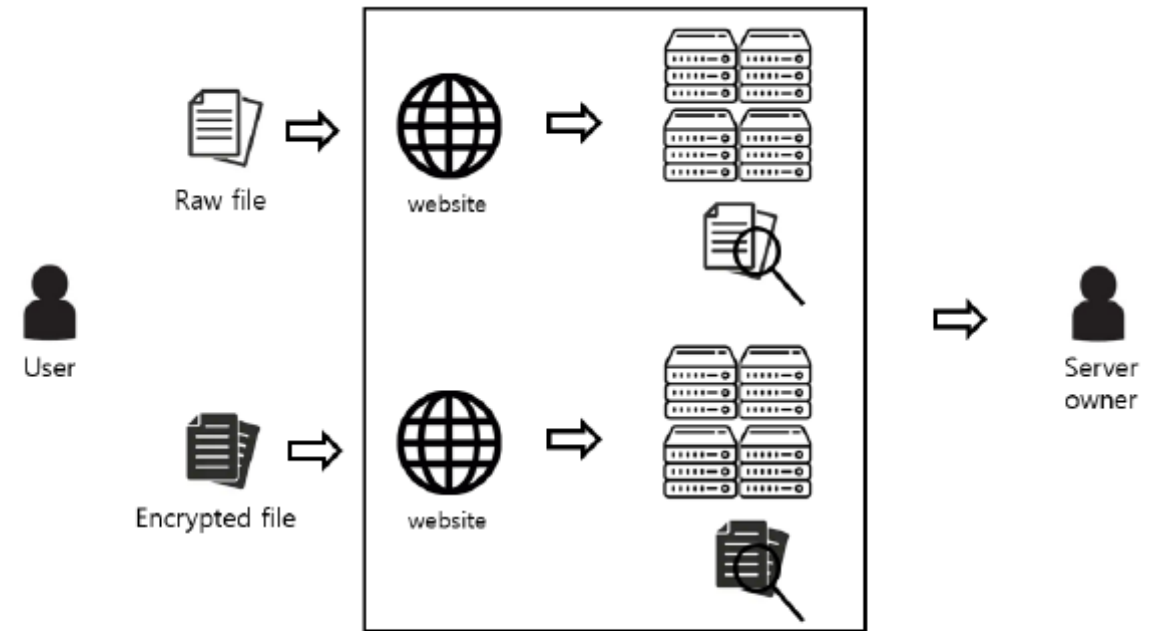 Raw file
website
User
Server
owner
Encrypted file
website